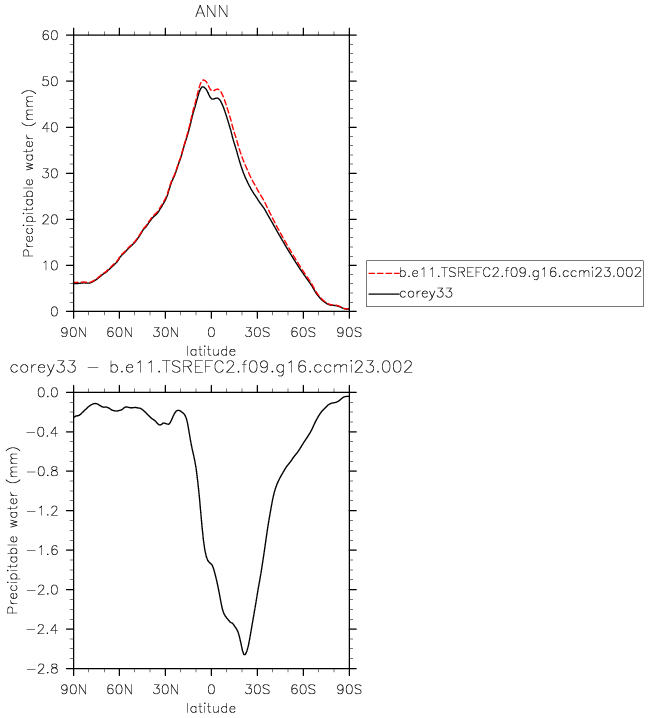 ANN
60
50
40
30
20
10
0
Precipitable water (mm)
90N 60N 30N 0 30S 60S 90S
latitude
b.e11.TSREFC2.f09.g16.ccmi23.002
corey33
corey33 − b.e11.TSREFC2.f09.g16.ccmi23.002
0.0
−0.4
−0.8
−1.2
−1.6
−2.0
−2.4
−2.8
Precipitable water (mm)
90N 60N 30N 0 30S 60S 90S
latitude